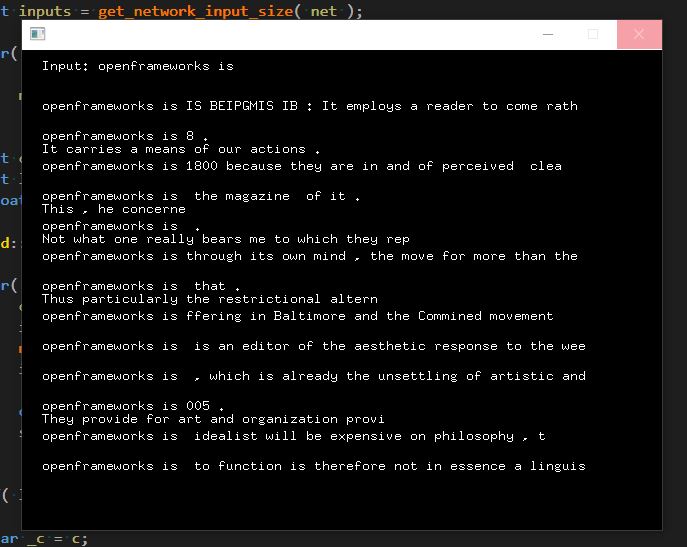 t inputs = get_network_input_size( net );
r(
Input: openframeworks is
openframeworks is IS BEIPGMIS IB : It employs a reader to come rath
openframeworks is 8 .
It carries a means of our actions .
openframeworks is 1800 because they are in and of perceived  clea
openframeworks is  the magazine  of it .
This , he concerne
openframeworks is  .
Not what one really bears me to which they rep
openframeworks is through its own mind , the move for more than the
openframeworks is  that .
Thus particularly the restrictional altern
openframeworks is ffering in Baltimore and the Commined movement
openframeworks is  is an editor of the aesthetic response to the wee
openframeworks is  , which is already the unsettling of artistic and
openframeworks is 005 .
They provide for art and organization provi
openframeworks is  idealist will be expensive on philosophy , t
openframeworks is  to function is therefore not in essence a linguis
ar _c = c;